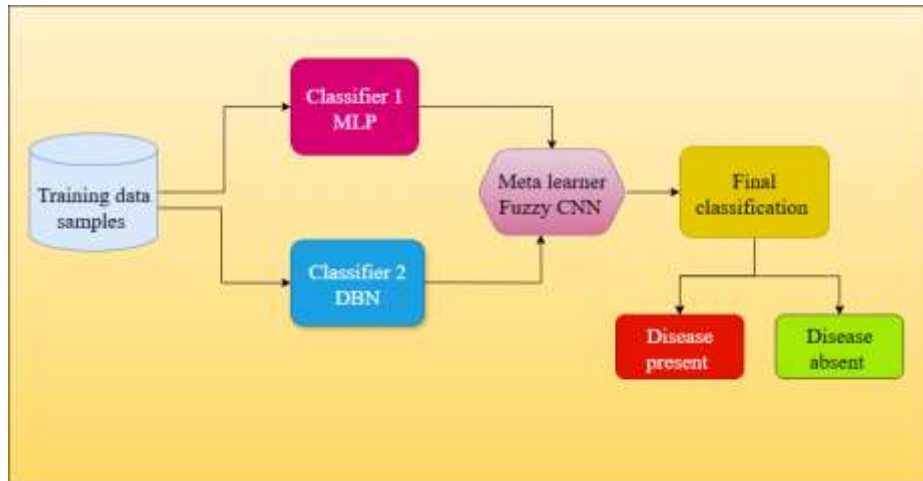 Training data
samples
Classifier 1
MLP
Classifier 2
DBN
Meta learner
Fuzzy CNN
Final
classification
Disease
present
Disease
absent